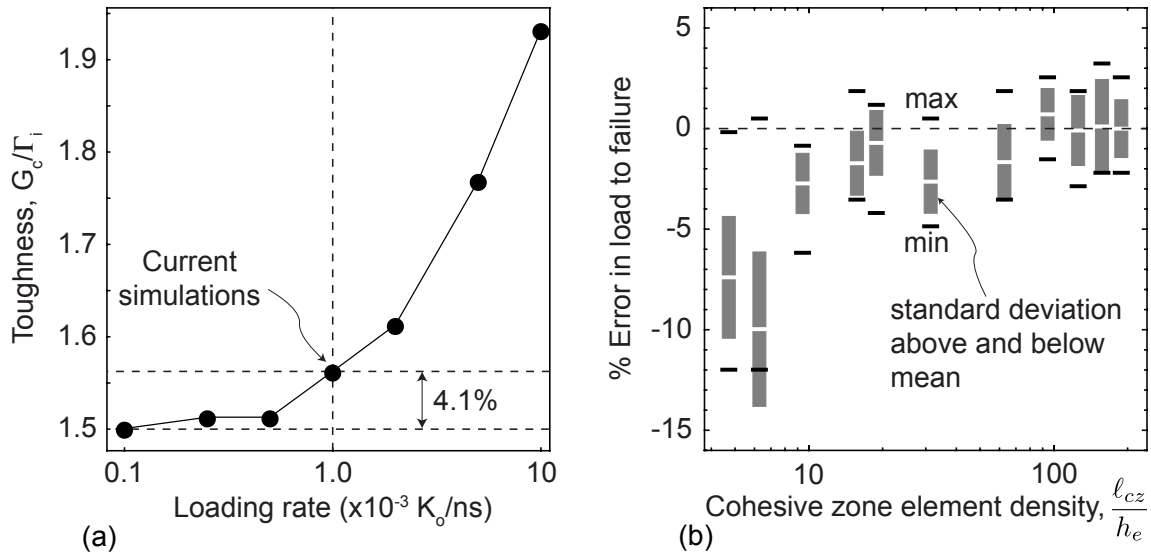 1.9
1.8
1.7
1.6
1.5
Toughness, G_c/Γ_i
Current
simulations
4.1%
0.1
1.0
10
Loading rate (x10⁻³ K_o/ns)
(a)
5
0
-5
-10
-15
% Error in load to failure
max
min
standard deviation
above and below
mean
10
100
Cohesive zone element density, ℓ_cz/h_e
(b)